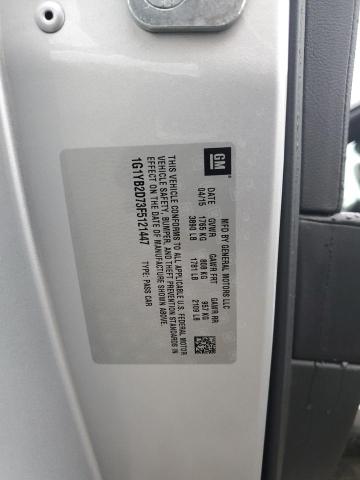 GM
MFD BY GENERAL MOTORS LLC
DATE GVWR GAWR FRT GAWR RR
04/15 1765 KG 808 KG 957 KG
3890 LB 1781 LB 2109 LB
THIS VEHICLE CONFORMS TO ALL APPLICABLE U.S. FEDERAL MOTOR
VEHICLE SAFETY, BUMPER, AND THEFT PREVENTION STANDARDS IN
EFFECT ON THE DATE OF MANUFACTURE SHOWN ABOVE.
1G1YB2D73F5121447 TYPE: PASS CAR